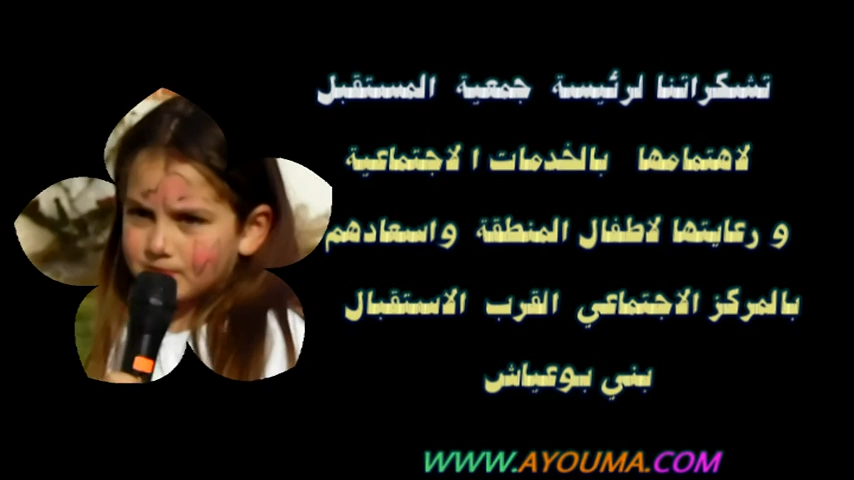 تشكراتنا لرئيسة جمعية المستقبل
لاهتمامها بالخدمات الاجتماعية
و رعايتها لاطفال المنطقة واسعادهم
بالمركز الاجتماعي القرب الاستقبال
بني بوعياش
WWW.AYOUMA.COM